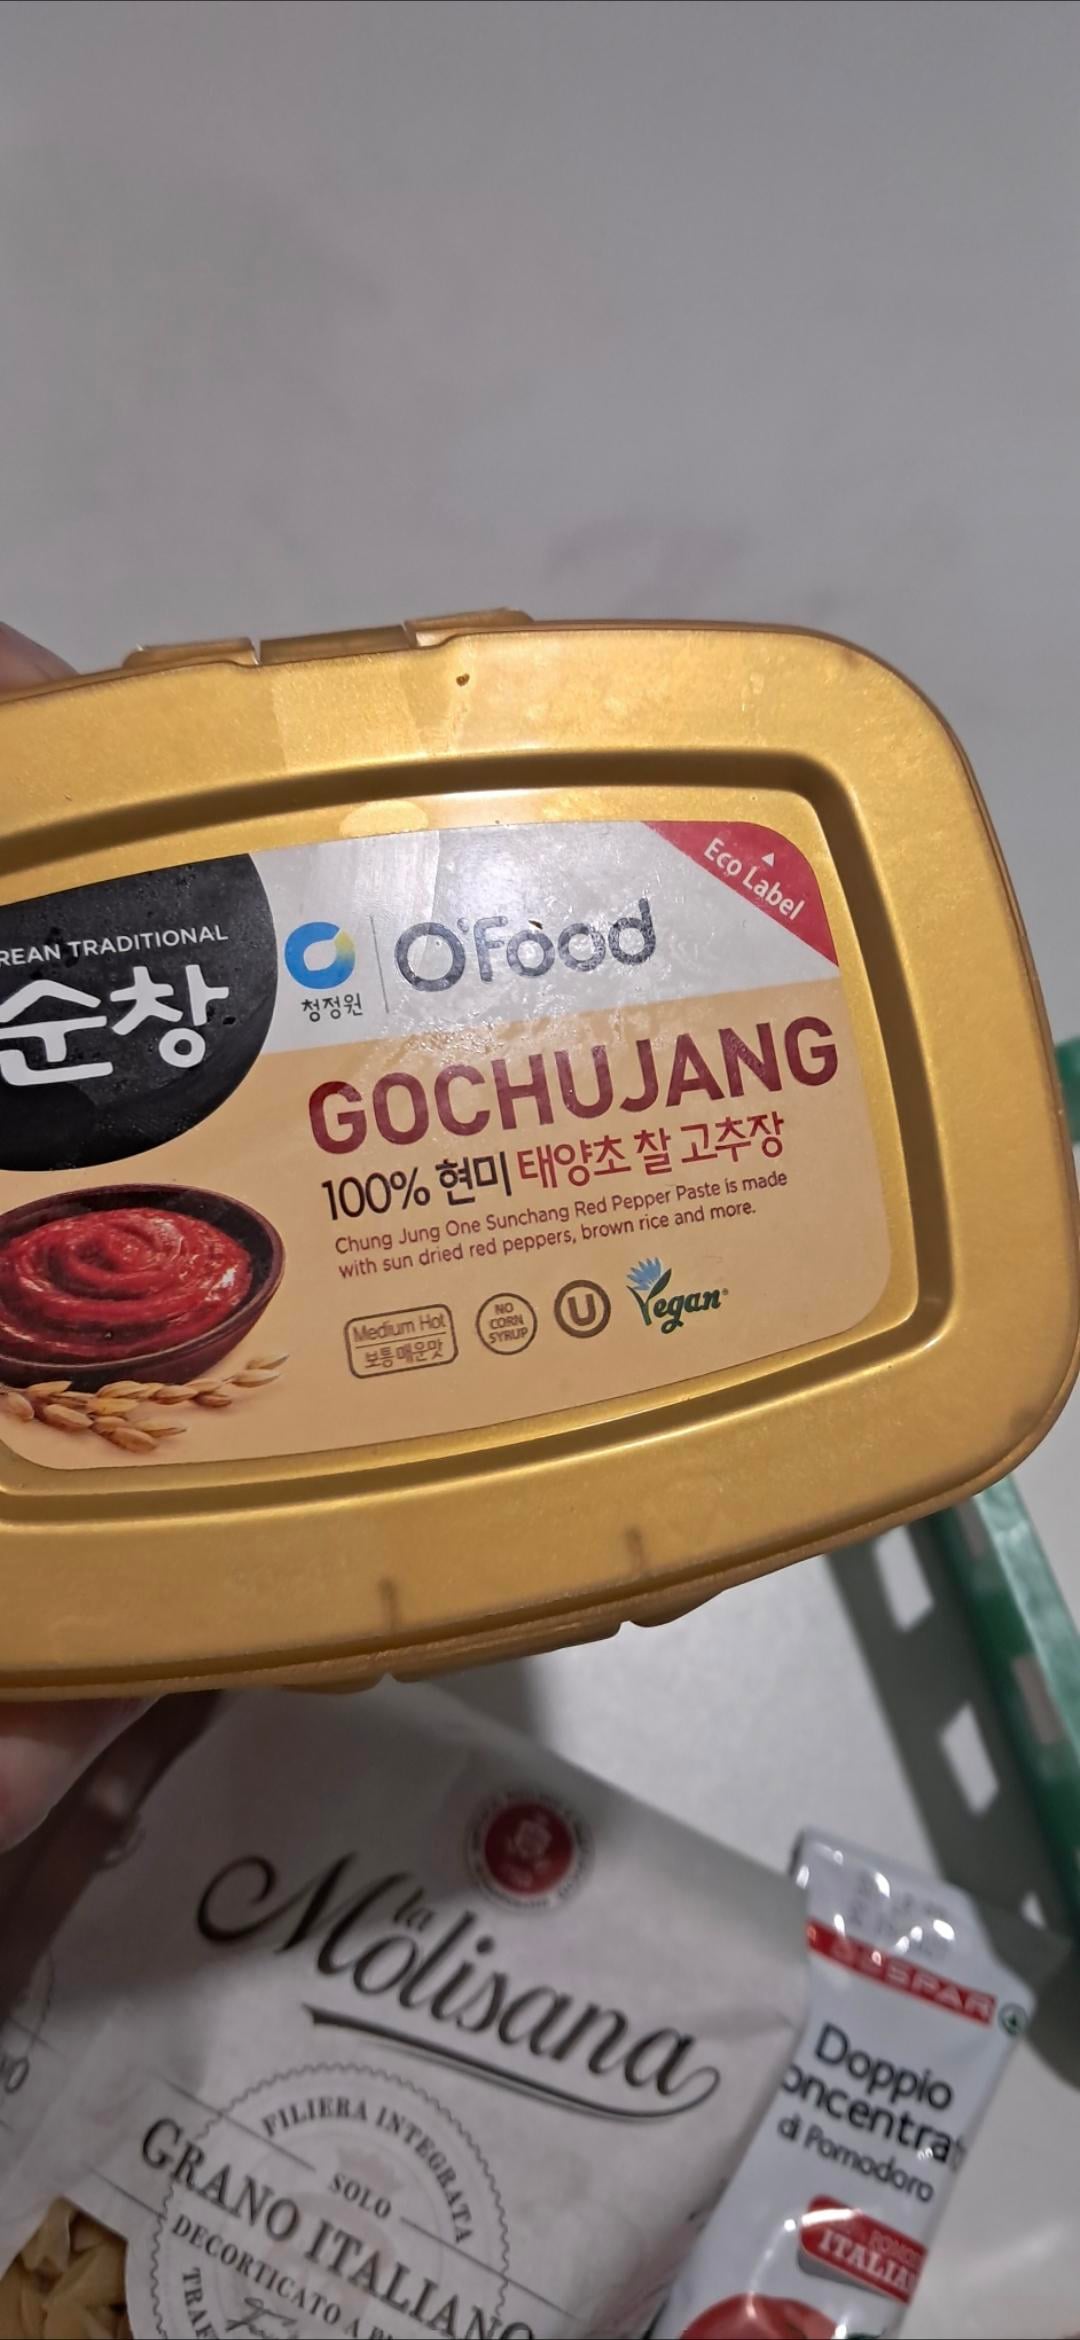 Eco Label
REAN TRADITIONAL
순창
청정원
O'Food
GOCHUJANG
100% 현미 태양초 찰 고추장
Chung Jung One Sunchang Red Pepper Paste is made
with sun dried red peppers, brown rice and more.
Medium Hot
보통 매운맛
NO
CORN
SYRUP
U
Vegan
la
Molisana
FILIERA INTEGRATA
SOLO
GRANO ITALIANO
DECORTICATO A
DESPAR
Doppio
oncentrat
di Pomodoro
ITALIA